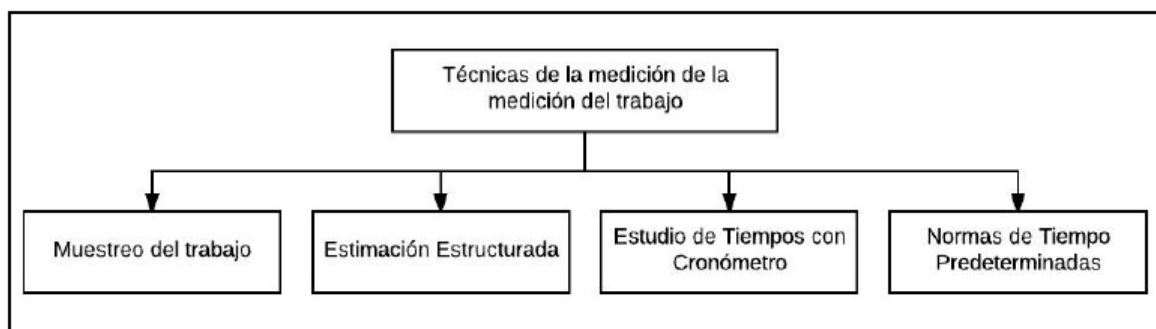 Técnicas de la medición de la
medición del trabajo
Muestreo del trabajo
Estimación Estructurada
Estudio de Tiempos con
Cronómetro
Normas de Tiempo
Predeterminadas